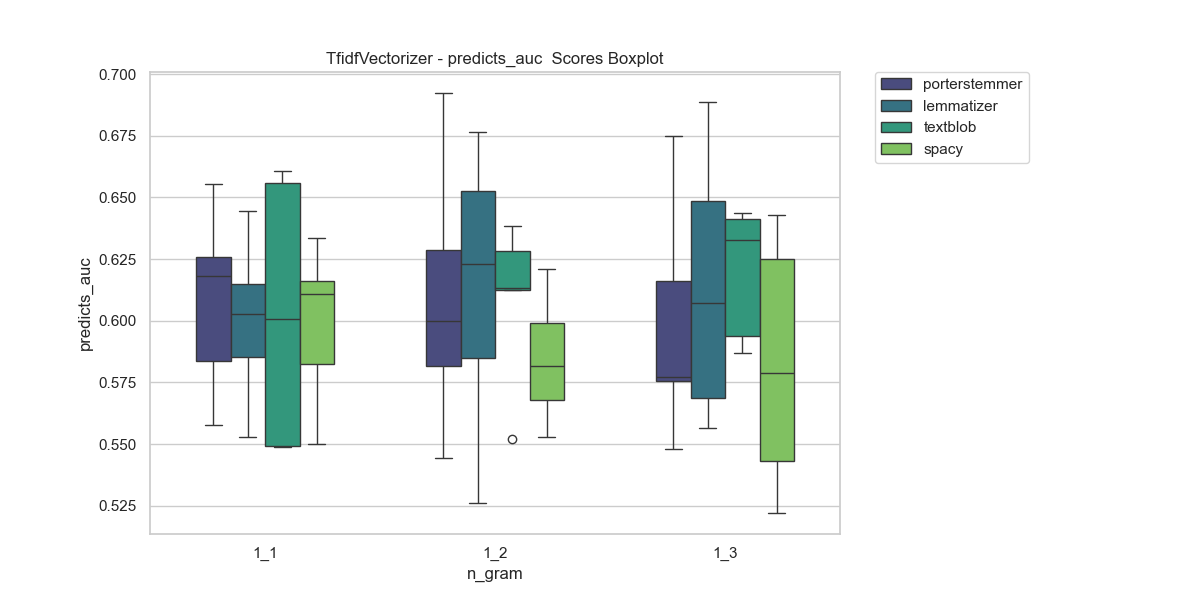 TfidfVectorizer - predicts_auc  Scores Boxplot
0.700
0.675
0.650
0.625
0.600
0.575
0.550
0.525
predicts_auc
1_1
1_2
1_3
n_gram
porterstemmer
lemmatizer
textblob
spacy